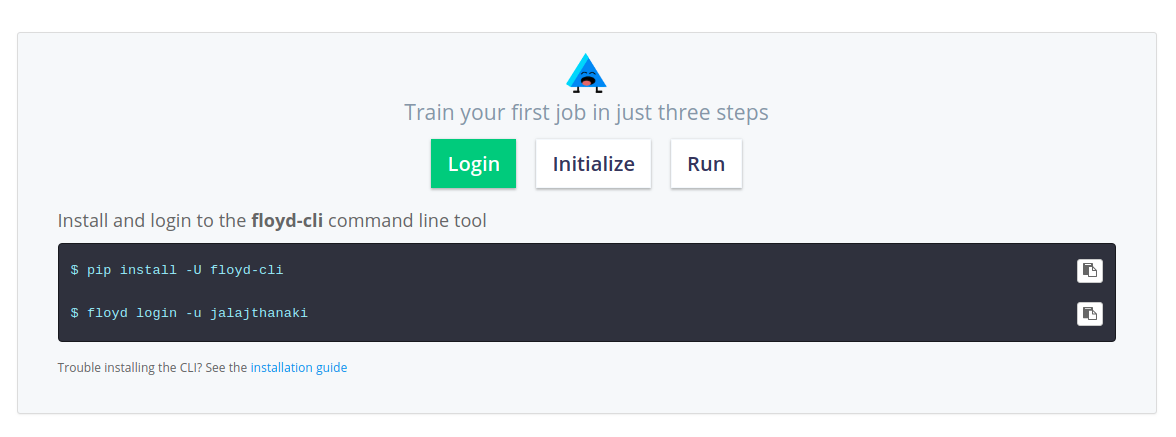 Train your first job in just three steps
Login Initialize Run
Install and login to the floyd-cli command line tool
$ pip install -U floyd-cli
$ floyd login -u jalajthanaki
Trouble installing the CLI? See the installation guide